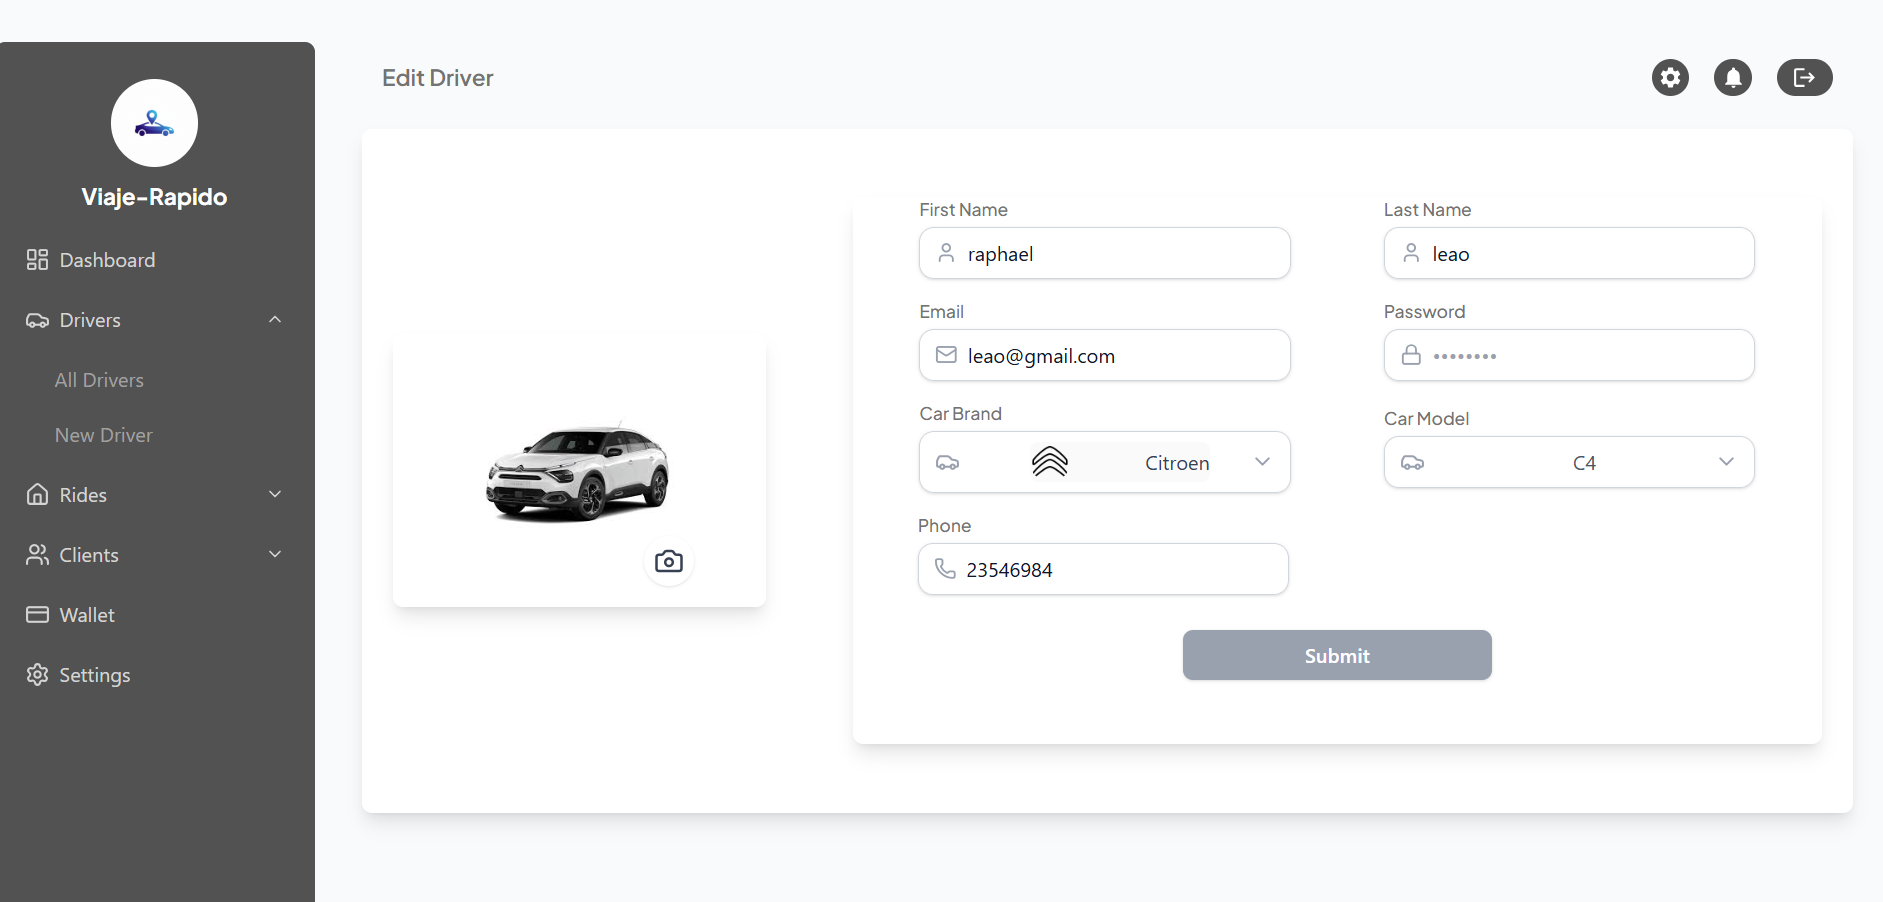 Viaje-Rapido
Dashboard
Drivers
All Drivers
New Driver
Rides
Clients
Wallet
Settings
Edit Driver
First Name
raphael
Last Name
leao
Email
leao@gmail.com
Password
••••••••
Car Brand
Citroen
Car Model
C4
Phone
23546984
Submit